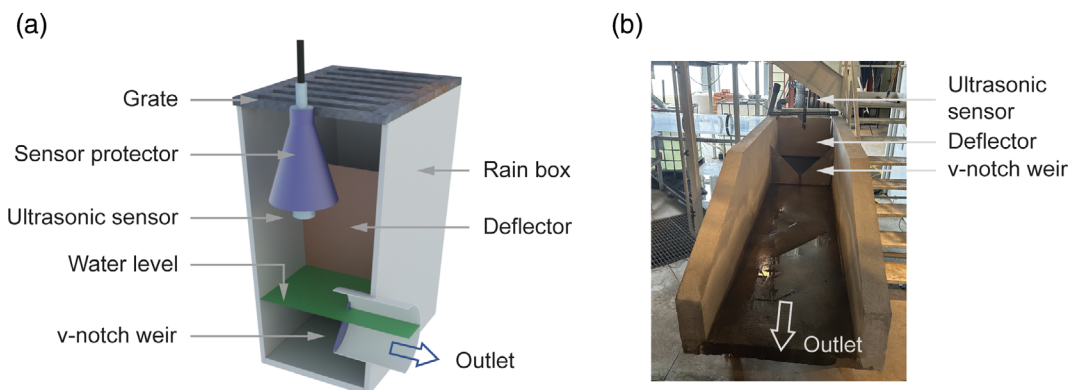 (a)
Grate
Sensor protector
Ultrasonic sensor
Water level
v-notch weir
Rain box
Deflector
Outlet
(b)
Ultrasonic
sensor
Deflector
v-notch weir
Outlet